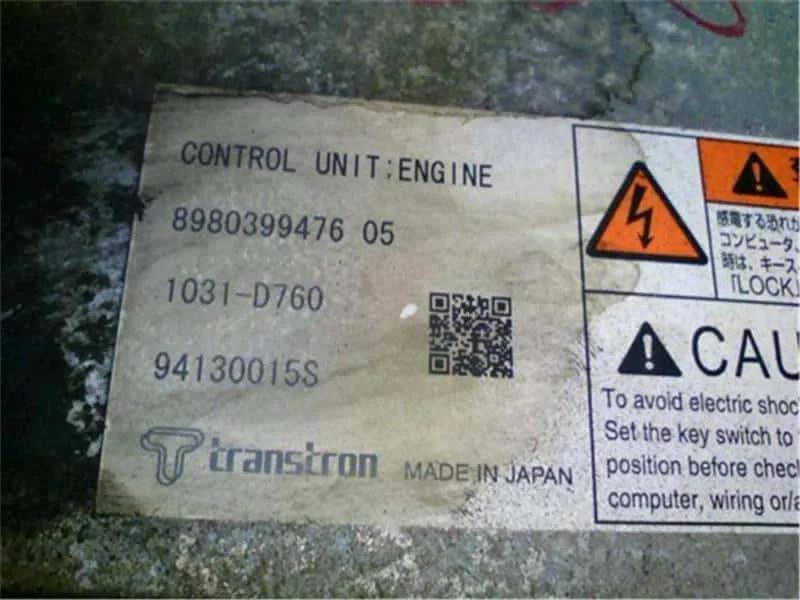 CONTROL UNIT:ENGINE
8980399476 05
1031-D760
94130015S
transtron
MADE IN JAPAN
感電する恐れが
コンピュータ、
時は、キース
「LOCK」
CAU
To avoid electric shoc
Set the key switch to
position before chec
computer, wiring or/a